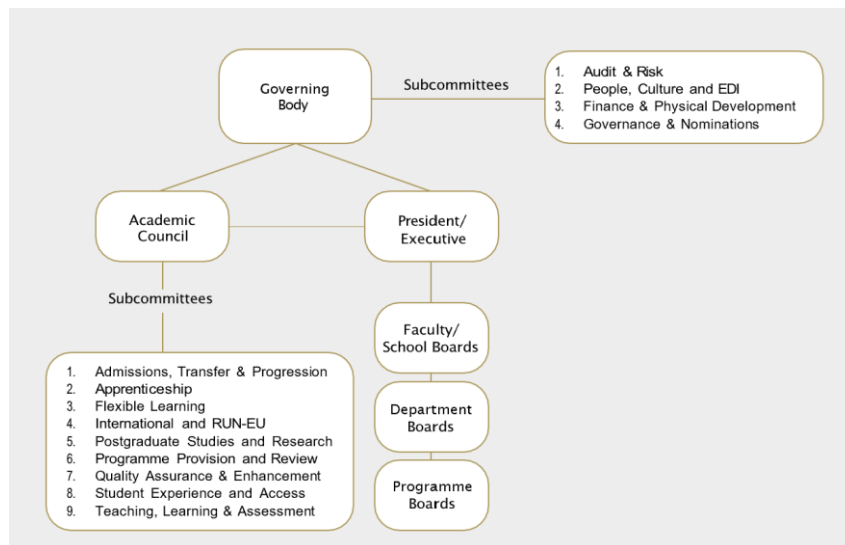 Governing
Body
Subcommittees
1. Audit & Risk
2. People, Culture and EDI
3. Finance & Physical Development
4. Governance & Nominations
Academic
Council
President/
Executive
Subcommittees
Faculty/
School Boards
1. Admissions, Transfer & Progression
2. Apprenticeship
3. Flexible Learning
4. International and RUN-EU
5. Postgraduate Studies and Research
6. Programme Provision and Review
7. Quality Assurance & Enhancement
8. Student Experience and Access
9. Teaching, Learning & Assessment
Department
Boards
Programme
Boards